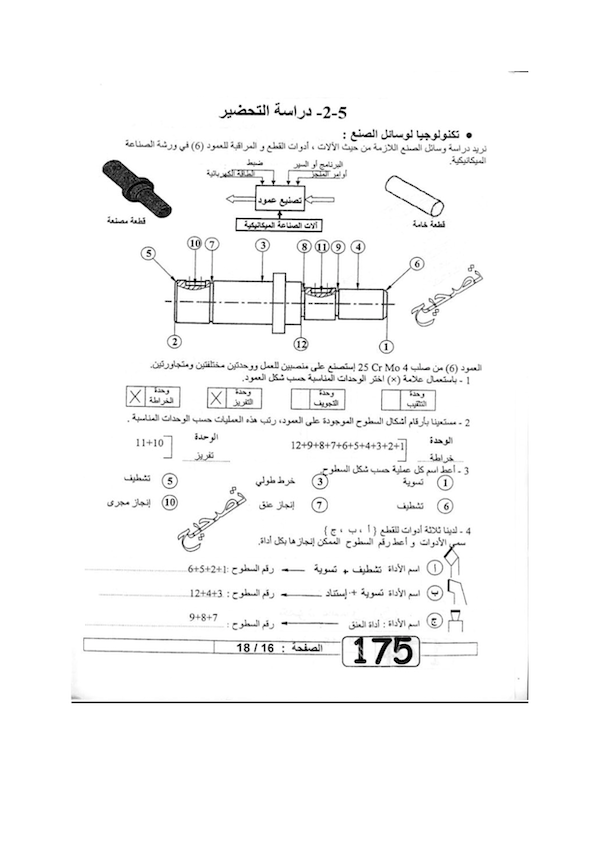 2-5- دراسة التحضير
• تكنولوجيا لوسائل الصنع :
نريد دراسة وسائل الصنع اللازمة من حيث الآلات ، أدوات القطع و المراقبة للعمود (6) في ورشة الصناعة
الميكانيكية.
البرنامج أو السير
ضبط
أوامر المنجز
الطاقة الكهربائية
تصنيع عمود
آلات الصناعة الميكانيكية
قطعة مصنعة
قطعة خامة
5 10 7 3 8 11 9 4 6
2 12 1
تصحيح
العمود (6) من صلب 25 Cr Mo 4 إستصنع على منصبين للعمل ووحدتين مختلفتين ومتجاورتين.
1 - باستعمال علامة (×) اختر الوحدات المناسبة حسب شكل العمود.
وحدة التثقيب
وحدة التجويف
وحدة التفريز X
وحدة الخراطة X
2 - مستعينا بأرقام أشكال السطوح الموجودة على العمود، رتب هذه العمليات حسب الوحدات المناسبة .
الوحدة 12+9+8+7+6+5+4+3+2+1
خراطة
الوحدة 11+10
تفريز
3 - أعط اسم كل عملية حسب شكل السطوح.
1 تسوية 3 خرط طولي 5 تشطيف
6 تشطيف 7 إنجاز عنق 10 إنجاز مجرى
تصحيح
4 - لدينا ثلاثة أدوات للقطع ( أ ، ب ، ج )
سمي الأدوات و أعط رقم السطوح الممكن إنجازها بكل أداة.
أ اسم الأداة تشطيف + تسوية رقم السطوح : 6+5+2+1
ب اسم الأداة تسوية + إستناد رقم السطوح : 12+4+3
ج اسم الأداة : أداة العنق رقم السطوح : 9+8+7
175
الصفحة : 16 / 18